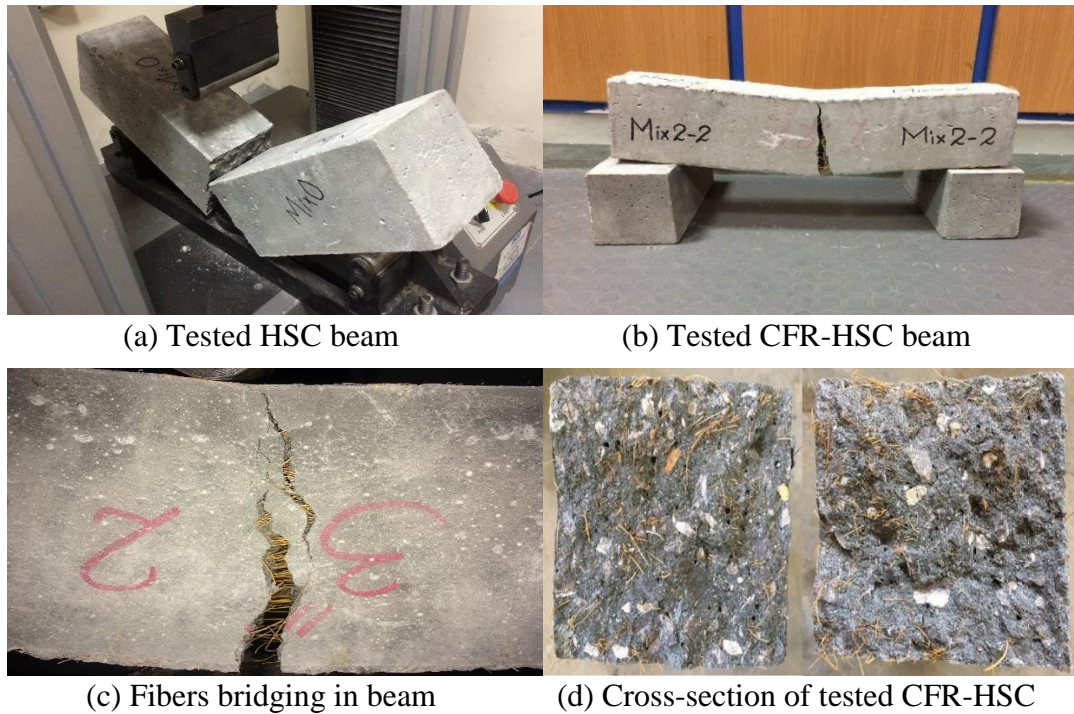 Mix0
Mix0
(a) Tested HSC beam
Mix2-2
Mix2-2
(b) Tested CFR-HSC beam
2
3
(c) Fibers bridging in beam
(d) Cross-section of tested CFR-HSC